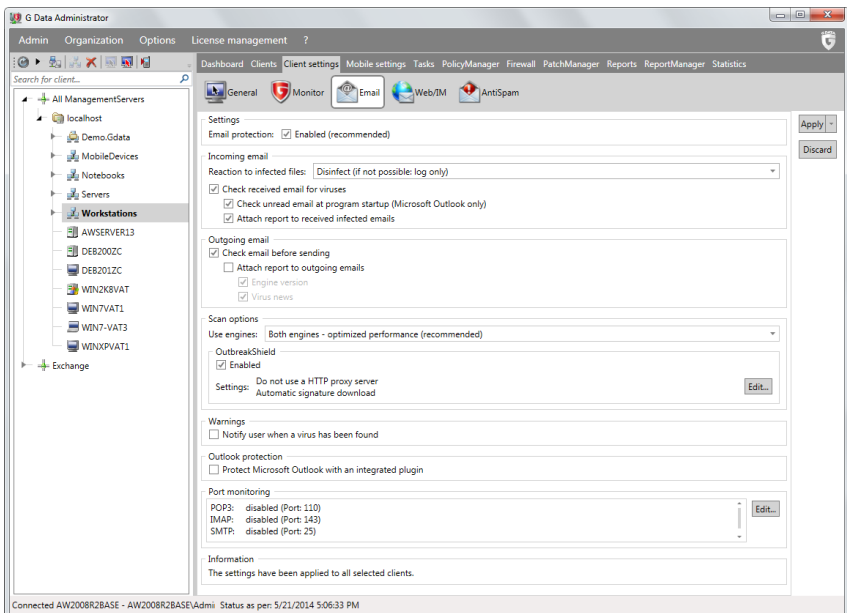 G Data Administrator
Admin Organization Options License management ?
Search for client...
All ManagementServers
localhost
Demo.Gdata
MobileDevices
Notebooks
Servers
Workstations
AWSERVER13
DEB200ZC
DEB201ZC
WIN2K8VAT
WIN7VAT1
WIN7-VAT3
WINXPVAT1
Exchange
Dashboard Clients Client settings Mobile settings Tasks PolicyManager Firewall PatchManager Reports ReportManager Statistics
General Monitor Email Web/IM AntiSpam
Settings
Email protection: Enabled (recommended)
Incoming email
Reaction to infected files: Disinfect (if not possible: log only)
Check received email for viruses
Check unread email at program startup (Microsoft Outlook only)
Attach report to received infected emails
Outgoing email
Check email before sending
Attach report to outgoing emails
Engine version
Virus news
Scan options
Use engines: Both engines - optimized performance (recommended)
OutbreakShield
Enabled
Settings: Do not use a HTTP proxy server
Automatic signature download
Edit...
Warnings
Notify user when a virus has been found
Outlook protection
Protect Microsoft Outlook with an integrated plugin
Port monitoring
POP3: disabled (Port: 110)
IMAP: disabled (Port: 143)
SMTP: disabled (Port: 25)
Edit...
Information
The settings have been applied to all selected clients.
Apply
Discard
Connected AW2008R2BASE - AW2008R2BASE\Admi Status as per: 5/21/2014 5:06:33 PM